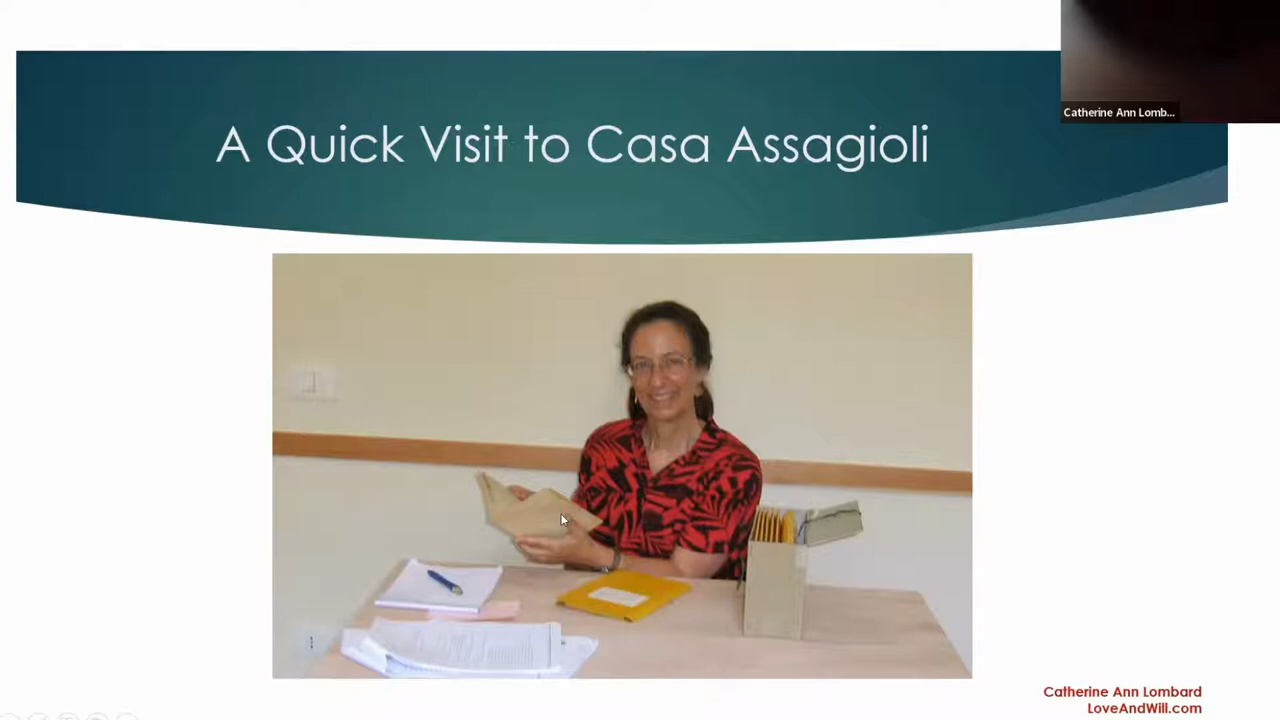 Catherine Ann Lomb...
A Quick Visit to Casa Assagioli
Catherine Ann Lombard
LoveAndWill.com